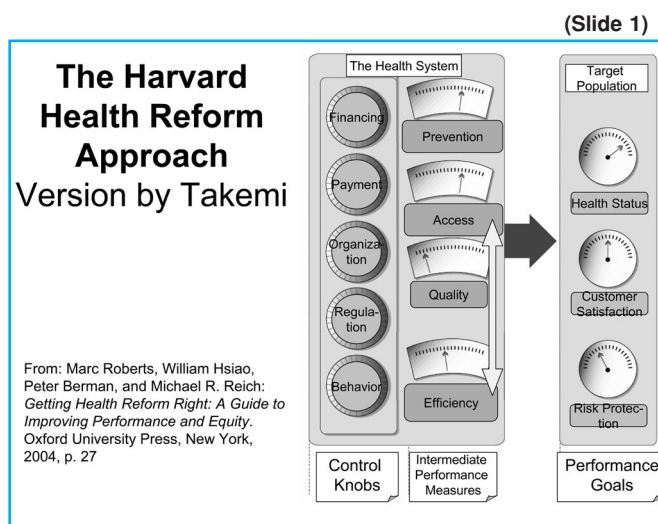 (Slide 1)
The Harvard
Health Reform
Approach
Version by Takemi
From: Marc Roberts, William Hsiao,
Peter Berman, and Michael R. Reich:
Getting Health Reform Right: A Guide to
Improving Performance and Equity.
Oxford University Press, New York,
2004, p. 27
The Health System
Financing
Payment
Organiza-
tion
Regula-
tion
Behavior
Prevention
Access
Quality
Efficiency
Control
Knobs
Intermediate
Performance
Measures
Target
Population
Health Status
Customer
Satisfaction
Risk Protec-
tion
Performance
Goals